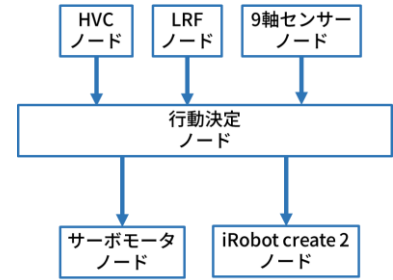 HVC
ノード
LRF
ノード
9軸センサー
ノード
行動決定
ノード
サーボモータ
ノード
iRobot create 2
ノード